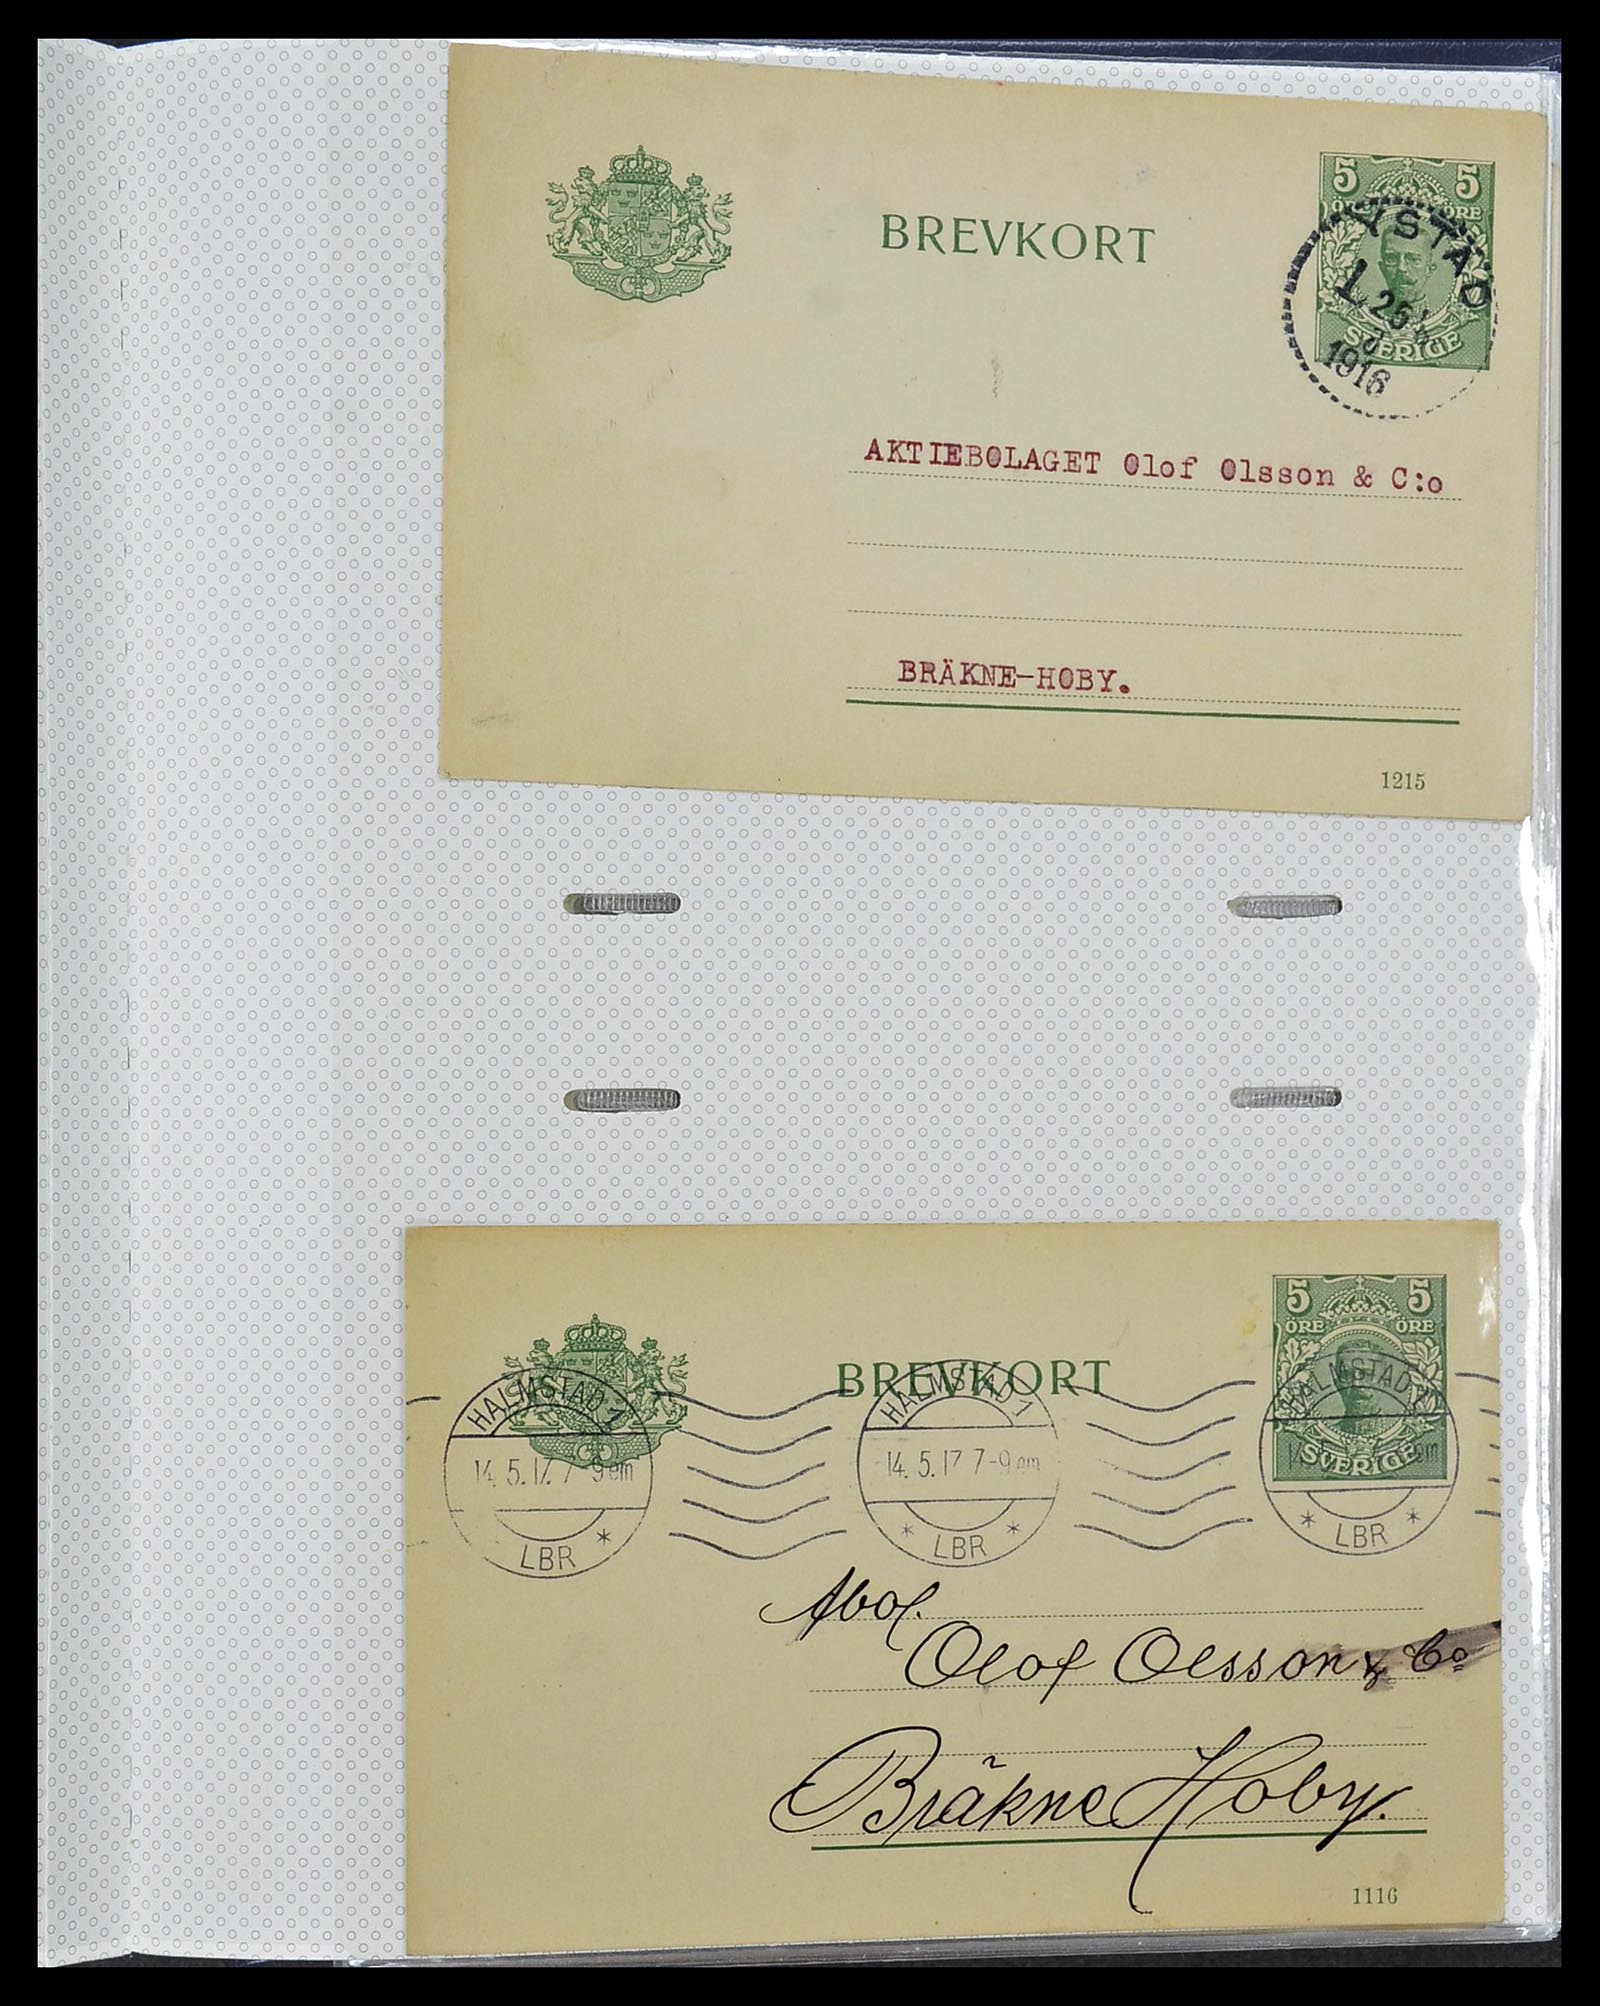 5 5
BREVKORT
ÖRE
YSTAD
1
1916
SVERIGE
AKTIEBOLAGET Olof Olsson & C:o
BRÄKNE-HOBY.
1215
5 5
ÖRE ÖRE
BREVKORT
HALMSTAD 1 HALMSTAD 1 HALMSTAD 1
14.5.17. 7-9em 14.5.17 7-9em
SVERIGE
LBR LBR LBR
Abol.
Olof Olsson & Co
Bräkne Hoby.
1116